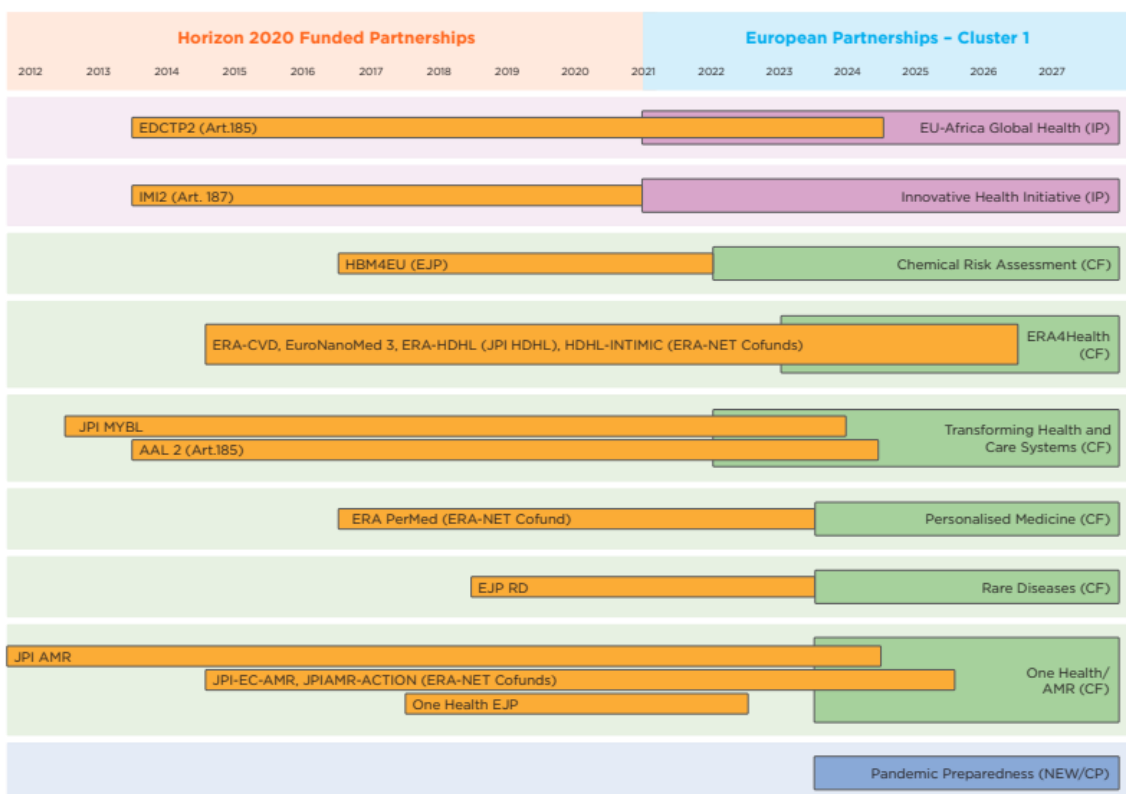 Horizon 2020 Funded Partnerships
European Partnerships – Cluster 1
2012 2013 2014 2015 2016 2017 2018 2019 2020 2021 2022 2023 2024 2025 2026 2027
EDCTP2 (Art.185)
EU-Africa Global Health (IP)
IMI2 (Art. 187)
Innovative Health Initiative (IP)
HBM4EU (EJP)
Chemical Risk Assessment (CF)
ERA-CVD, EuroNanoMed 3, ERA-HDHL (JPI HDHL), HDHL-INTIMIC (ERA-NET Cofunds)
ERA4Health
(CF)
JPI MYBL
AAL 2 (Art.185)
Transforming Health and
Care Systems (CF)
ERA PerMed (ERA-NET Cofund)
Personalised Medicine (CF)
EJP RD
Rare Diseases (CF)
JPI AMR
JPI-EC-AMR, JPIAMR-ACTION (ERA-NET Cofunds)
One Health EJP
One Health/
AMR (CF)
Pandemic Preparedness (NEW/CP)